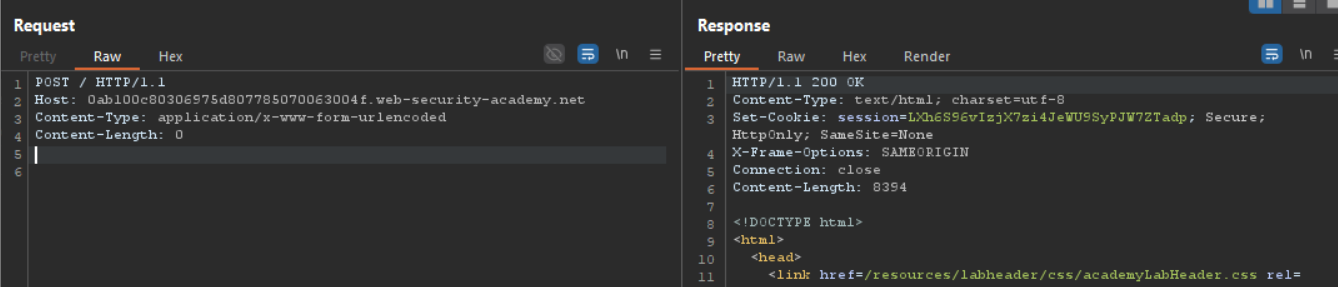 Request
Pretty Raw Hex \n
1 POST / HTTP/1.1
2 Host: 0ab100c80306975d807785070063004f.web-security-academy.net
3 Content-Type: application/x-www-form-urlencoded
4 Content-Length: 0
5
6
Response
Pretty Raw Hex Render \n
1 HTTP/1.1 200 OK
2 Content-Type: text/html; charset=utf-8
3 Set-Cookie: session=LXh6S96vIzjX7zi4JeWU9SyPJW7ZTadp; Secure;
HttpOnly; SameSite=None
4 X-Frame-Options: SAMEORIGIN
5 Connection: close
6 Content-Length: 8394
7
8 <!DOCTYPE html>
9 <html>
10 <head>
11 <link href=/resources/labheader/css/academyLabHeader.css rel=